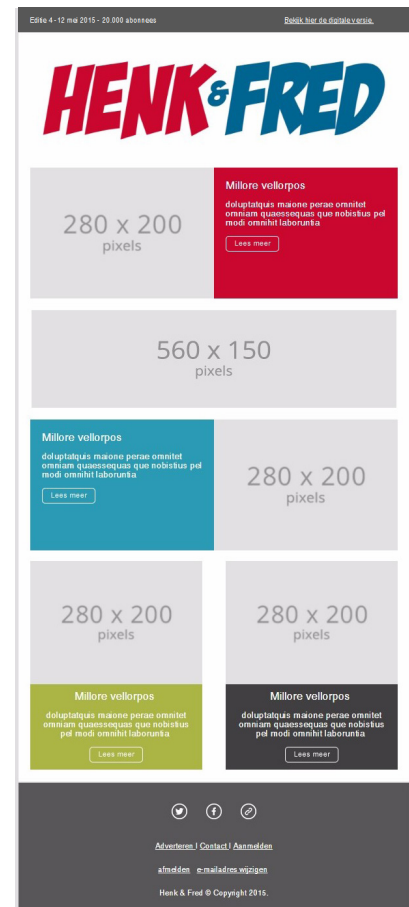 Editie 4 - 12 mei 2015 - 20.000 abonnees
Bekijk hier de digitale versie.
HENK&FRED
280 x 200
pixels
Millore vellorpos
doluptatquis maione perae omnitet
omniam quaessequas que nobistius pel
modi omnihit laboruntia
Lees meer
560 x 150
pixels
Millore vellorpos
doluptatquis maione perae omnitet
omniam quaessequas que nobistius pel
modi omnihit laboruntia
Lees meer
280 x 200
pixels
280 x 200
pixels
Millore vellorpos
doluptatquis maione perae omnitet
omniam quaessequas que nobistius
pel modi omnihit laboruntia
Lees meer
280 x 200
pixels
Millore vellorpos
doluptatquis maione perae omnitet
omniam quaessequas que nobistius
pel modi omnihit laboruntia
Lees meer
Adverteren | Contact | Aanmelden
afmelden e-mailadres wijzigen
Henk & Fred © Copyright 2015.